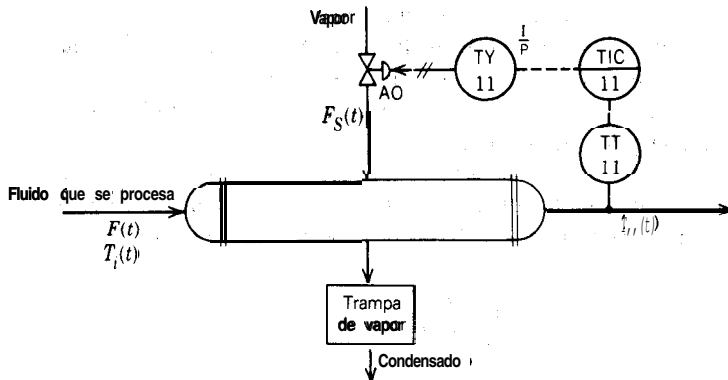 Vapor
I
P
TY
11
TIC
11
AO
F_S(t)
TT
11
Fluido que se procesa
F(t)
T_i(t)
(t)
Trampa
de vapor
Condensado